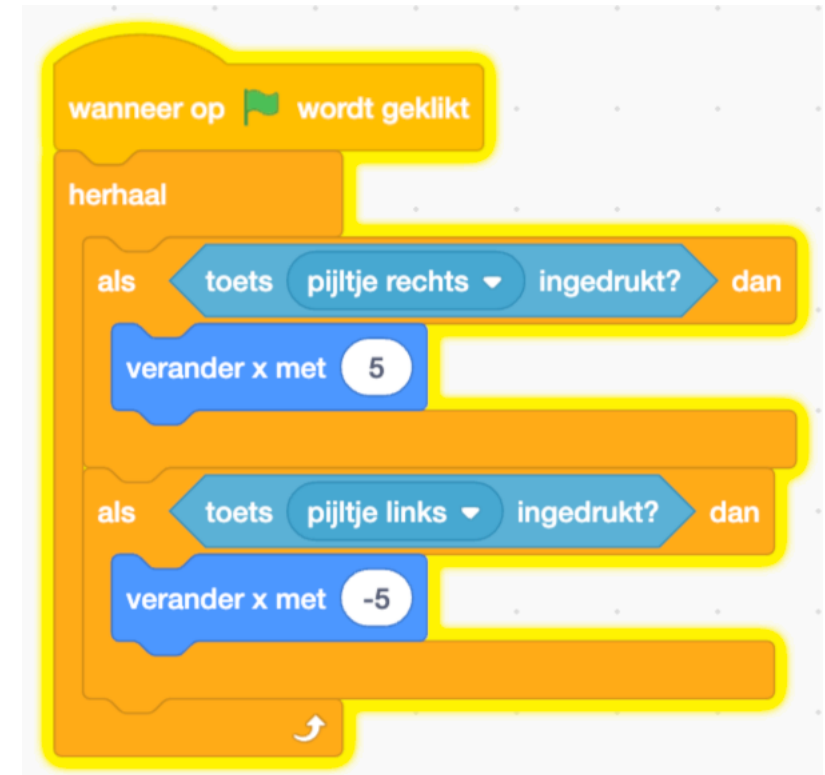 wanneer op wordt geklikt
herhaal
als toets pijltje rechts ingedrukt? dan
verander x met 5
als toets pijltje links ingedrukt? dan
verander x met -5